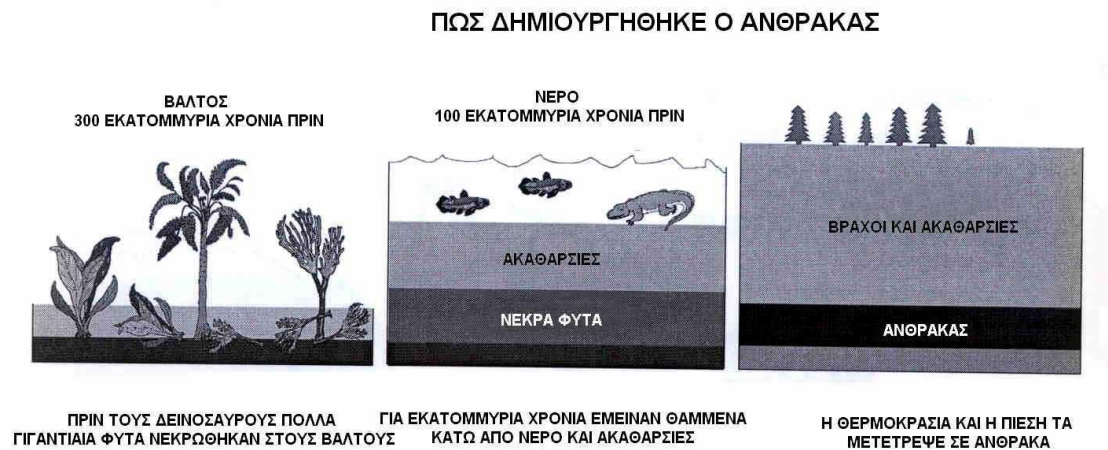 ΠΩΣ ΔΗΜΙΟΥΡΓΗΘΗΚΕ Ο ΑΝΘΡΑΚΑΣ
ΒΑΛΤΟΣ
300 ΕΚΑΤΟΜΜΥΡΙΑ ΧΡΟΝΙΑ ΠΡΙΝ
ΠΡΙΝ ΤΟΥΣ ΔΕΙΝΟΣΑΥΡΟΥΣ ΠΟΛΛΑ
ΓΙΓΑΝΤΙΑΙΑ ΦΥΤΑ ΝΕΚΡΩΘΗΚΑΝ ΣΤΟΥΣ ΒΑΛΤΟΥΣ
ΝΕΡΟ
100 ΕΚΑΤΟΜΜΥΡΙΑ ΧΡΟΝΙΑ ΠΡΙΝ
ΑΚΑΘΑΡΣΙΕΣ
ΝΕΚΡΑ ΦΥΤΑ
ΓΙΑ ΕΚΑΤΟΜΜΥΡΙΑ ΧΡΟΝΙΑ ΕΜΕΙΝΑΝ ΘΑΜΜΕΝΑ
ΚΑΤΩ ΑΠΟ ΝΕΡΟ ΚΑΙ ΑΚΑΘΑΡΣΙΕΣ
ΒΡΑΧΟΙ ΚΑΙ ΑΚΑΘΑΡΣΙΕΣ
ΑΝΘΡΑΚΑΣ
Η ΘΕΡΜΟΚΡΑΣΙΑ ΚΑΙ Η ΠΙΕΣΗ ΤΑ
ΜΕΤΕΤΡΕΨΕ ΣΕ ΑΝΘΡΑΚΑ